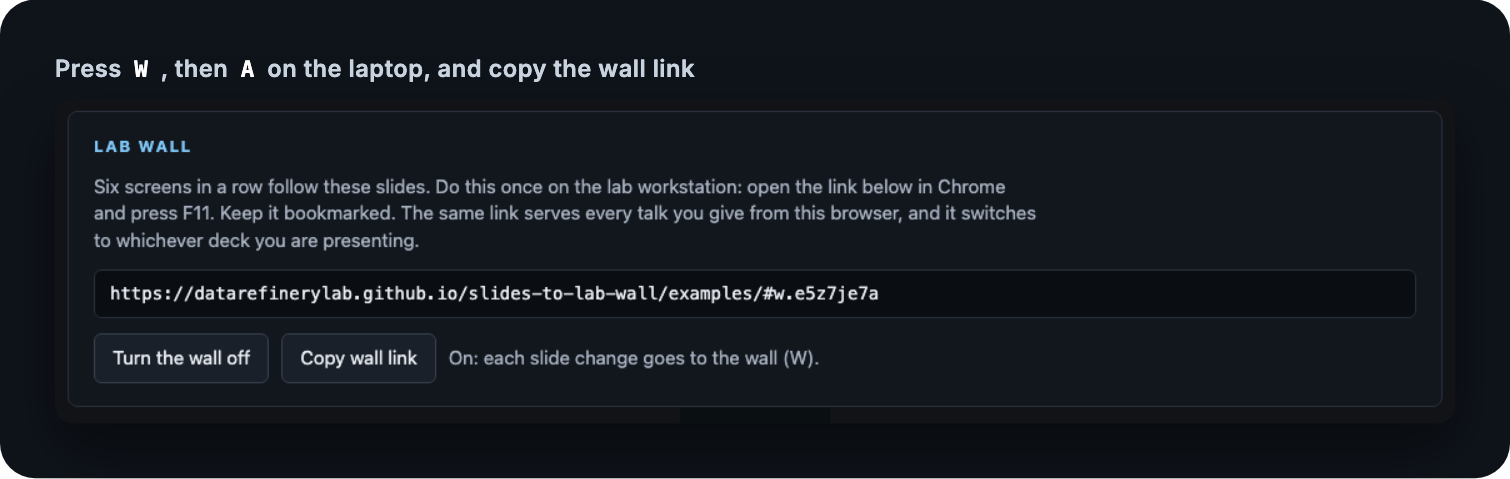 Press W , then A on the laptop, and copy the wall link
LAB WALL
Six screens in a row follow these slides. Do this once on the lab workstation: open the link below in Chrome
and press F11. Keep it bookmarked. The same link serves every talk you give from this browser, and it switches
to whichever deck you are presenting.
https://datarefinerylab.github.io/slides-to-lab-wall/examples/#w.e5z7je7a
Turn the wall off Copy wall link On: each slide change goes to the wall (W).